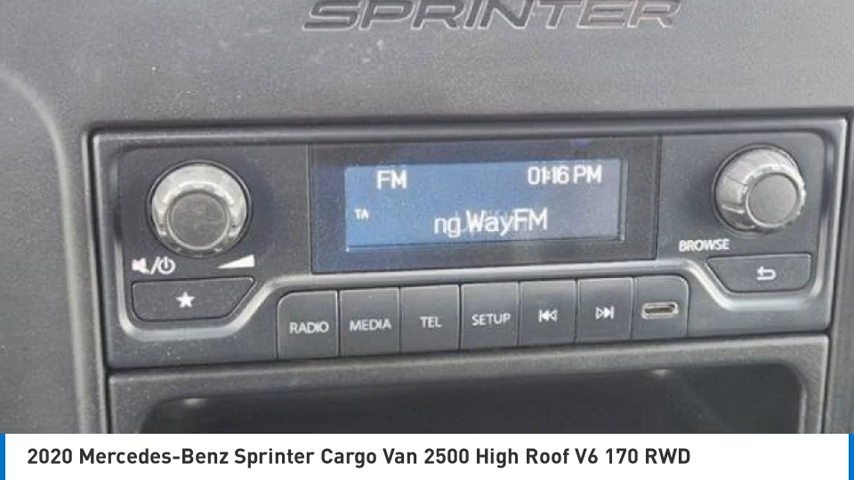 SPRINTER
FM 01:16 PM
TA
ng WayFM
BROWSE
RADIO MEDIA TEL SETUP
2020 Mercedes-Benz Sprinter Cargo Van 2500 High Roof V6 170 RWD